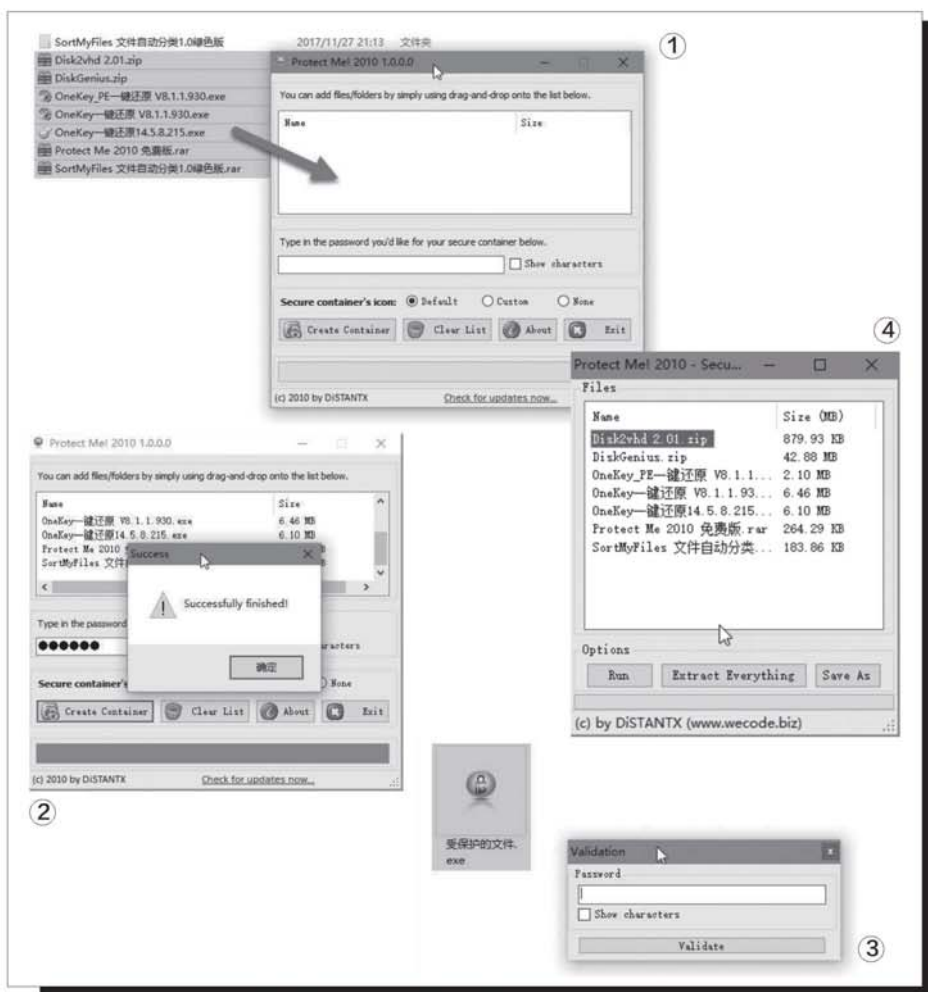 SortMyFiles 文件自动分类1.0绿色版 2017/11/27 21:13 文件夹
Disk2vhd 2.01.zip
DiskGenius.zip
OneKey_PE一键还原 V8.1.1.930.exe
OneKey一键还原 V8.1.1.930.exe
OneKey一键还原14.5.8.215.exe
Protect Me 2010 免费版.rar
SortMyFiles 文件自动分类1.0绿色版.rar
①
Protect Me! 2010 1.0.0.0
You can add files/folders by simply using drag-and-drop onto the list below.
Name Size
Type in the password you'd like for your secure container below.
Show characters
Secure container's icon: Default Custom None
Create Container Clear List About Exit
(c) 2010 by DiSTANTX Check for updates now...
Protect Me! 2010 1.0.0.0
You can add files/folders by simply using drag-and-drop onto the list below.
Name Size
OneKey一键还原 V8.1.1.930.exe 6.46 MB
OneKey一键还原14.5.8.215.exe 6.10 MB
Protect Me 2010
SortMyFiles 文件
Success
Successfully finished!
确定
Type in the password
Secure container's None
Create Container Clear List About Exit
(c) 2010 by DiSTANTX Check for updates now...
②
受保护的文件.
exe
Validation
Password
Show characters
Validate
③
④
Protect Me! 2010 - Secu...
Files
Name Size (MB)
Disk2vhd 2.01.zip 879.93 KB
DiskGenius.zip 42.88 MB
OneKey_PE一键还原 V8.1.1... 2.10 MB
OneKey一键还原 V8.1.1.93... 6.46 MB
OneKey一键还原14.5.8.215... 6.10 MB
Protect Me 2010 免费版.rar 264.29 KB
SortMyFiles 文件自动分类... 183.86 KB
Options
Run Extract Everything Save As
(c) by DiSTANTX (www.wecode.biz)